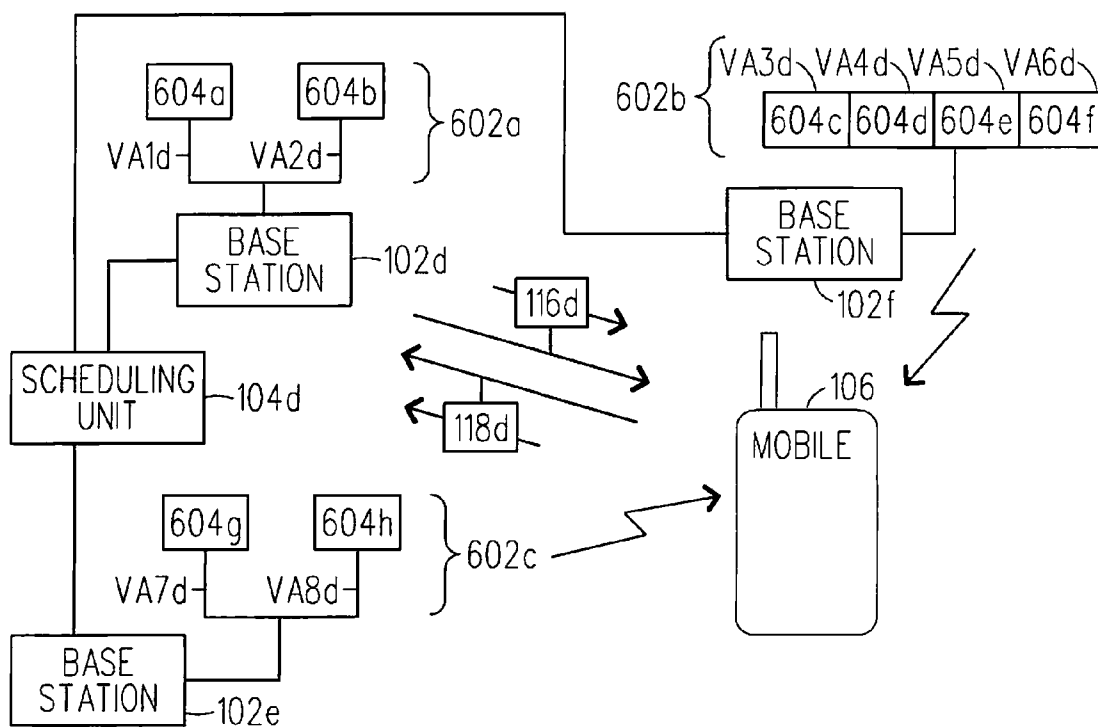 604a 604b
602a
VA1d VA2d
VA3d VA4d VA5d VA6d
602b
604c 604d 604e 604f
BASE
STATION
102d
BASE
STATION
102f
116d
SCHEDULING
UNIT
104d
118d
106
MOBILE
604g 604h
602c
VA7d VA8d
BASE
STATION
102e